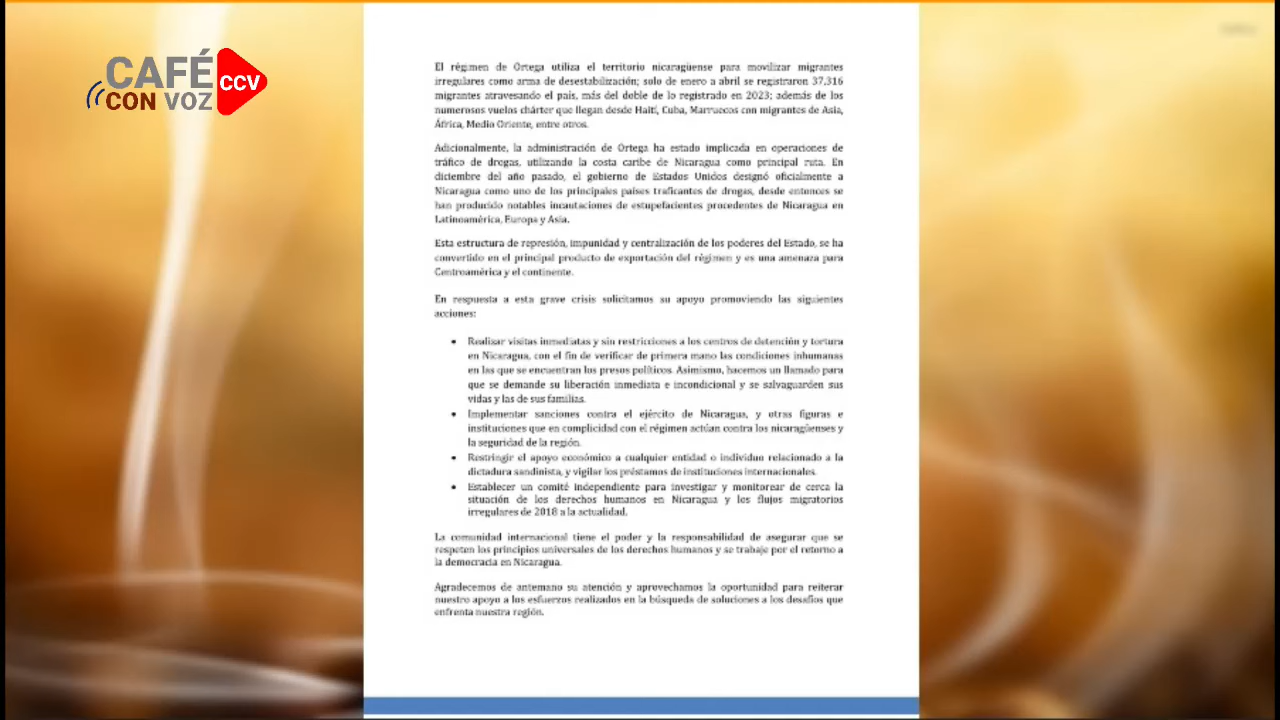 CAFÉ
CON VOZ
CCV
El régimen de Ortega utiliza el territorio nicaragüense para movilizar migrantes
irregulares como arma de desestabilización; solo de enero a abril se registraron 37,316
migrantes atravesando el país, más del doble de lo registrado en 2023; además de los
numerosos vuelos chárter que llegan desde Haití, Cuba, Marruecos con migrantes de Asia,
África, Medio Oriente, entre otros.
Adicionalmente, la administración de Ortega ha estado implicada en operaciones de
tráfico de drogas, utilizando la costa caribe de Nicaragua como principal ruta. En
diciembre del año pasado, el gobierno de Estados Unidos designó oficialmente a
Nicaragua como uno de los principales países traficantes de drogas, desde entonces se
han producido notables incautaciones de estupefacientes procedentes de Nicaragua en
Latinoamérica, Europa y Asia.
Esta estructura de represión, impunidad y centralización de los poderes del Estado, se ha
convertido en el principal producto de exportación del régimen y es una amenaza para
Centroamérica y el continente.
En respuesta a esta grave crisis solicitamos su apoyo promoviendo las siguientes
acciones:
• Realizar visitas inmediatas y sin restricciones a los centros de detención y tortura
en Nicaragua, con el fin de verificar de primera mano las condiciones inhumanas
en las que se encuentran los presos políticos. Asimismo, hacemos un llamado para
que se demande su liberación inmediata e incondicional y se salvaguarden sus
vidas y las de sus familias.
• Implementar sanciones contra el ejército de Nicaragua, y otras figuras e
instituciones que en complicidad con el régimen actúan contra los nicaragüenses y
la seguridad de la región.
• Restringir el apoyo económico a cualquier entidad o individuo relacionado a la
dictadura sandinista, y vigilar los préstamos de instituciones internacionales.
• Establecer un comité independiente para investigar y monitorear de cerca la
situación de los derechos humanos en Nicaragua y los flujos migratorios
irregulares de 2018 a la actualidad.
La comunidad internacional tiene el poder y la responsabilidad de asegurar que se
respeten los principios universales de los derechos humanos y se trabaje por el retorno a
la democracia en Nicaragua.
Agradecemos de antemano su atención y aprovechamos la oportunidad para reiterar
nuestro apoyo a los esfuerzos realizados en la búsqueda de soluciones a los desafíos que
enfrenta nuestra región.